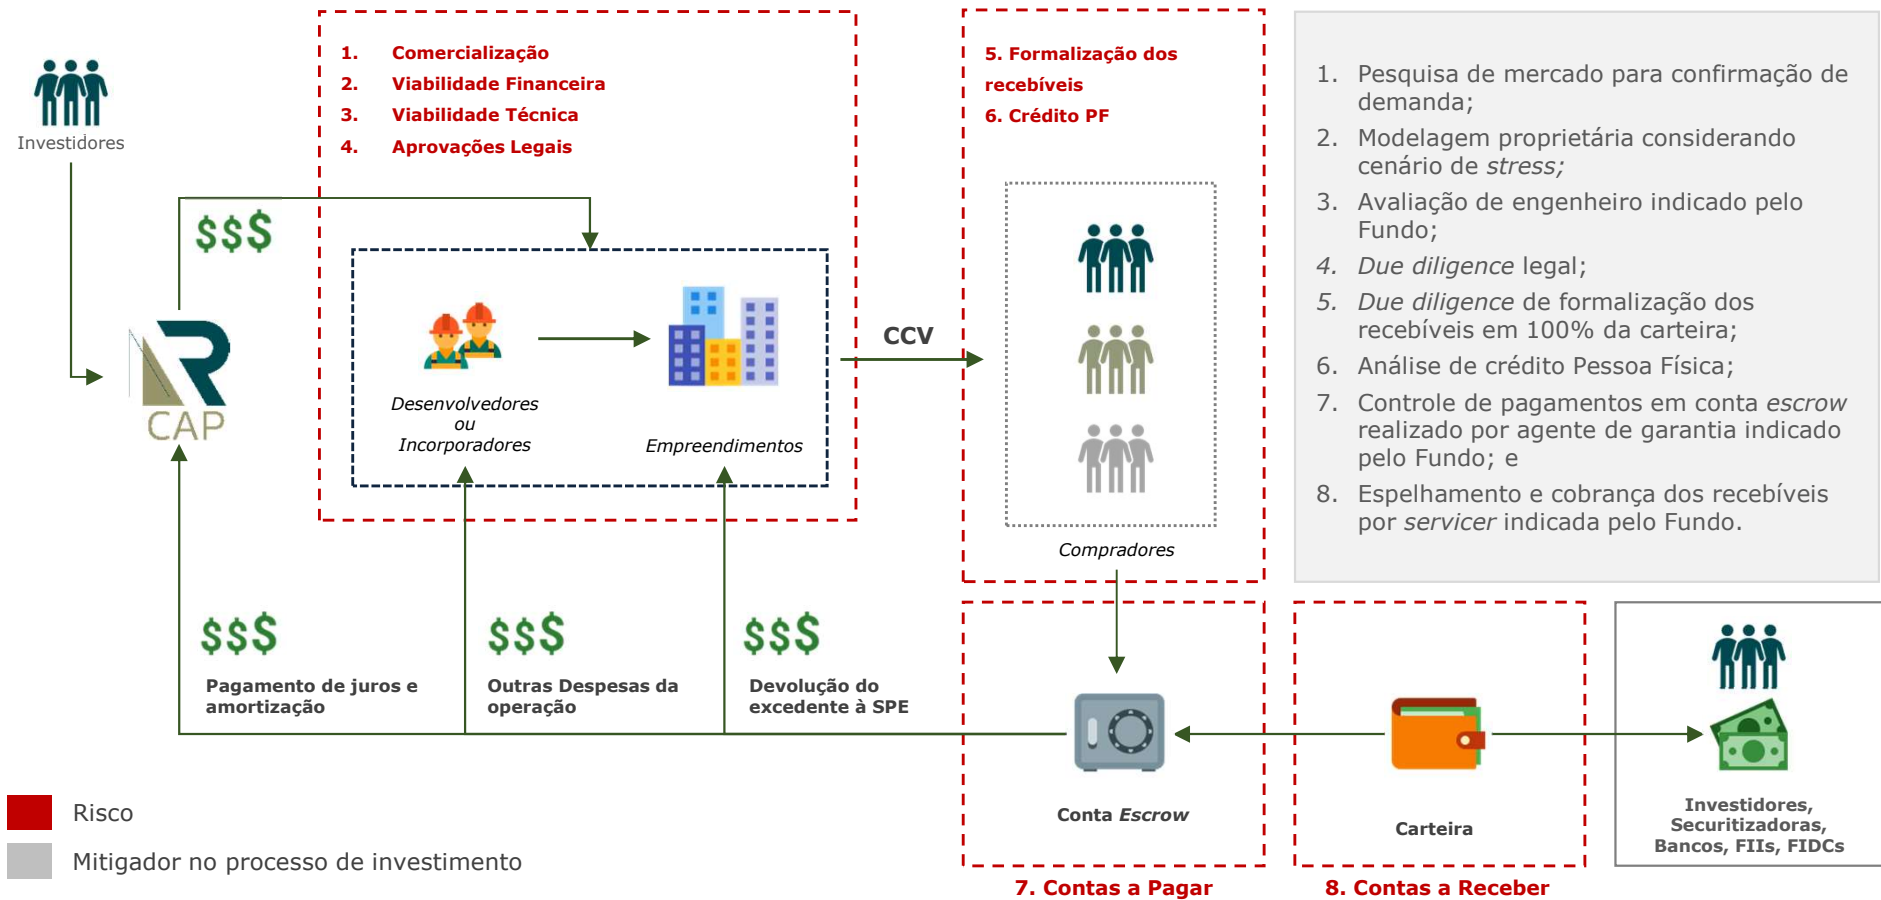 Investidores
1. Comercialização
2. Viabilidade Financeira
3. Viabilidade Técnica
4. Aprovações Legais
5. Formalização dos
recebíveis
6. Crédito PF
1. Pesquisa de mercado para confirmação de
demanda;
2. Modelagem proprietária considerando
cenário de stress;
3. Avaliação de engenheiro indicado pelo
Fundo;
4. Due diligence legal;
5. Due diligence de formalização dos
recebíveis em 100% da carteira;
6. Análise de crédito Pessoa Física;
7. Controle de pagamentos em conta escrow
realizado por agente de garantia indicado
pelo Fundo; e
8. Espelhamento e cobrança dos recebíveis
por servicer indicada pelo Fundo.
$$$
R
CAP
Desenvolvedores
ou
Incorporadores
Empreendimentos
CCV
Compradores
$$$
Pagamento de juros e
amortização
$$$
Outras Despesas da
operação
$$$
Devolução do
excedente à SPE
Conta Escrow
Carteira
Investidores,
Securitizadoras,
Bancos, FIIs, FIDCs
7. Contas a Pagar
8. Contas a Receber
Risco
Mitigador no processo de investimento